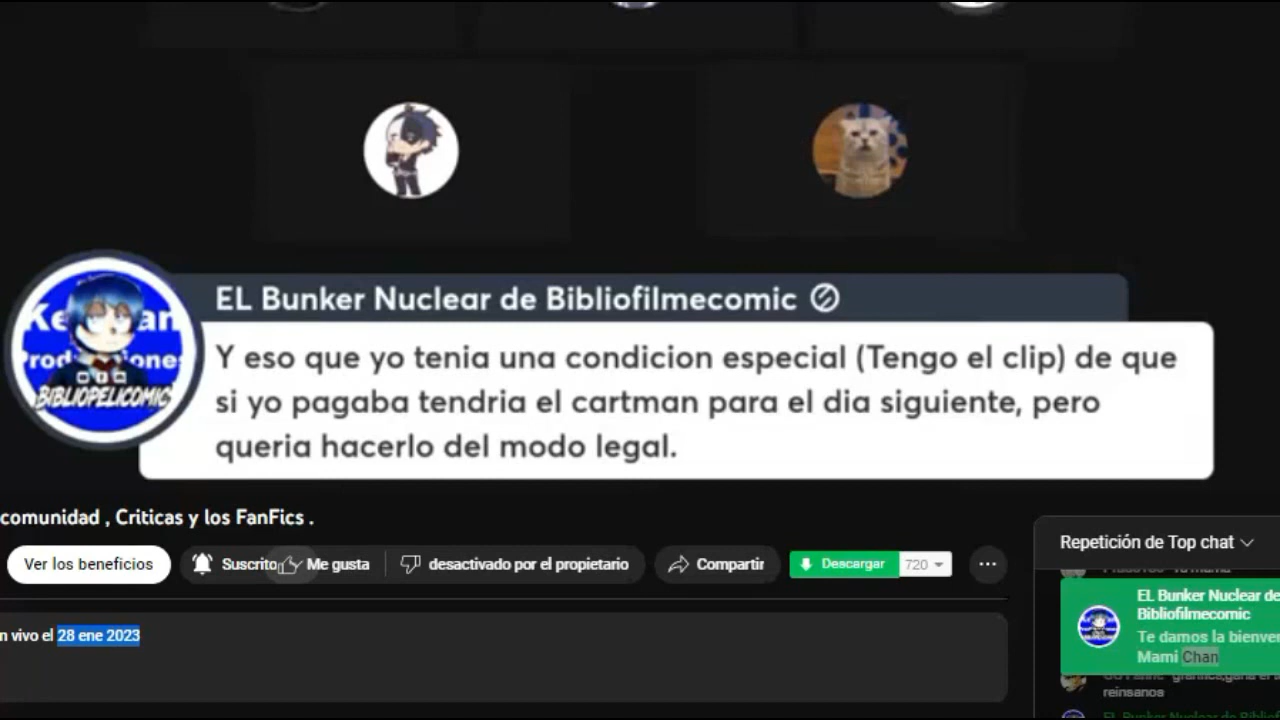 EL Bunker Nuclear de Bibliofilmecomic
Y eso que yo tenia una condicion especial (Tengo el clip) de que
si yo pagaba tendria el cartman para el dia siguiente, pero
queria hacerlo del modo legal.
BIBLIOPELICOMIC
comunidad , Criticas y los FanFics .
Ver los beneficios
Suscrito
Me gusta
desactivado por el propietario
Compartir
Descargar
720
n vivo el 28 ene 2023
Repetición de Top chat
EL Bunker Nuclear de
Bibliofilmecomic
Te damos la bienver
Mami Chan
reinsanos